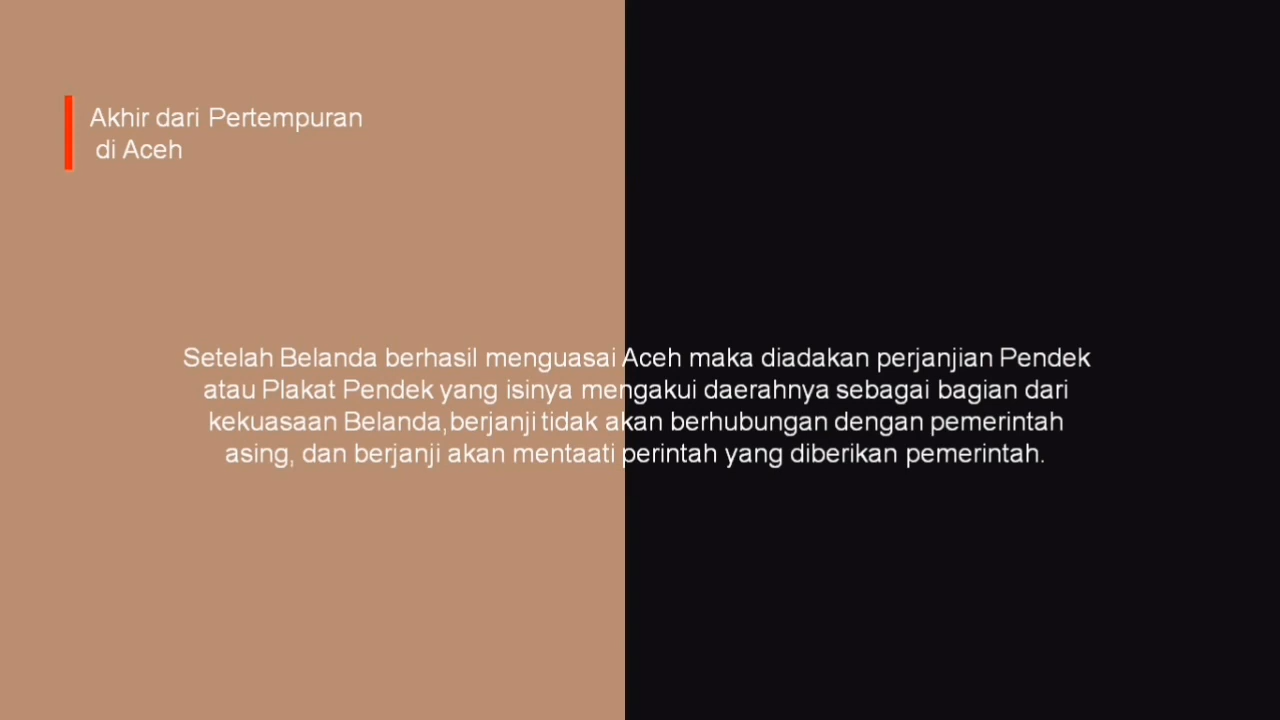 Akhir dari Pertempuran
di Aceh
Setelah Belanda berhasil menguasai Aceh maka diadakan perjanjian Pendek
atau Plakat Pendek yang isinya mengakui daerahnya sebagai bagian dari
kekuasaan Belanda,berjanji tidak akan berhubungan dengan pemerintah
asing, dan berjanji akan mentaati perintah yang diberikan pemerintah.